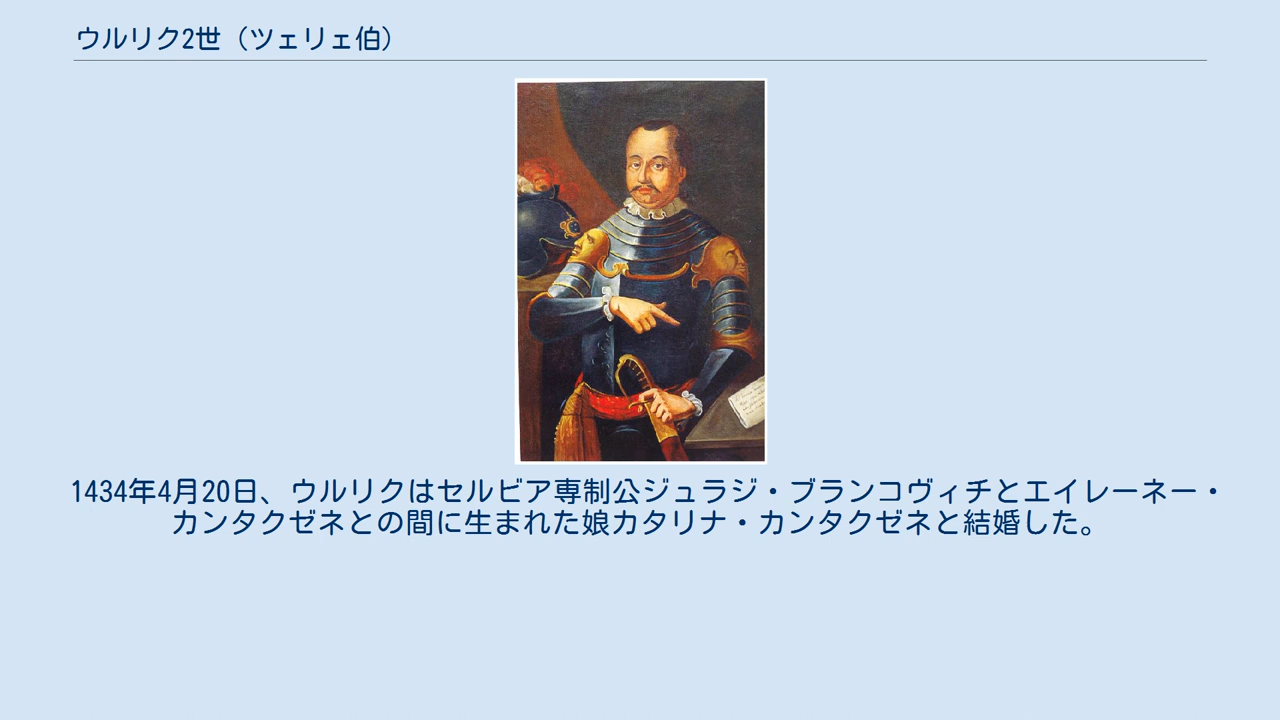 ウルリク2世（ツェリェ伯）
1434年4月20日、ウルリクはセルビア専制公ジュラジ・ブランコヴィチとエイレーネー・
カンタクゼネとの間に生まれた娘カタリナ・カンタクゼネと結婚した。